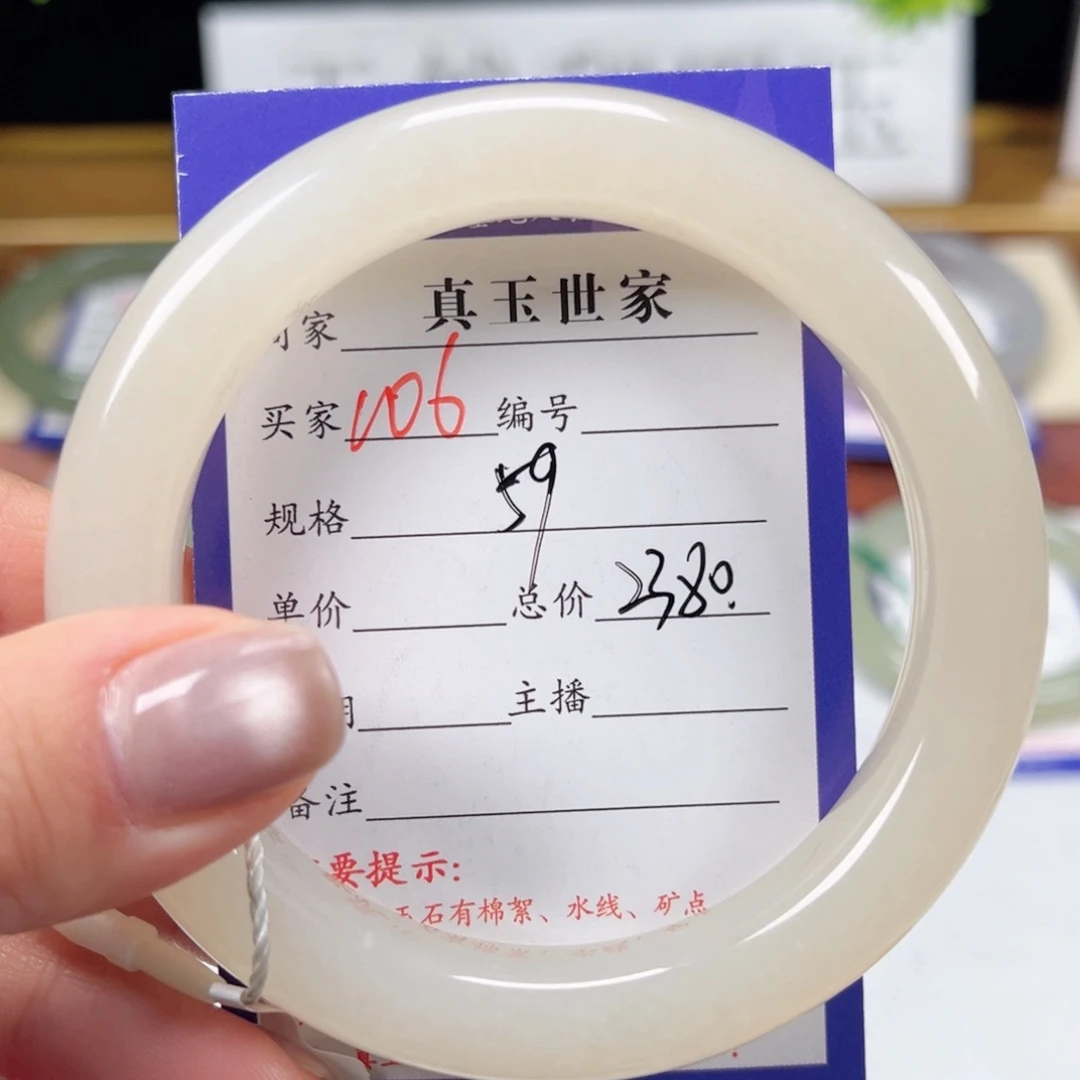 家 真玉世家
买家 106 编号
规格 59
单价 总价 2380.
主播
备注
要提示:
玉石有棉絮、水线、矿点